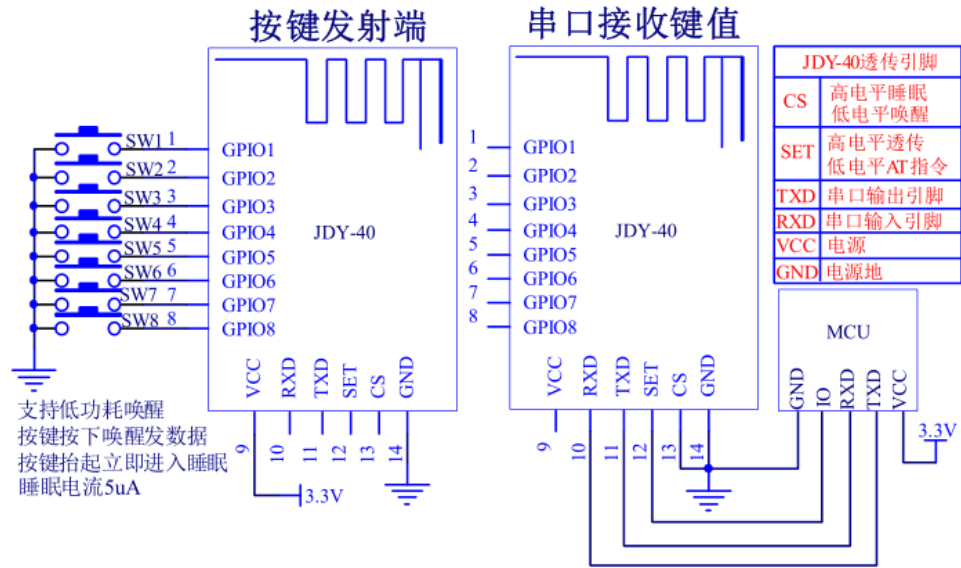 按键发射端
SW1 1
SW2 2
SW3 3
SW4 4
SW5 5
SW6 6
SW7 7
SW8 8
GPIO1
GPIO2
GPIO3
GPIO4
GPIO5
GPIO6
GPIO7
GPIO8
JDY-40
VCC RXD TXD SET CS GND
9 10 11 12 13 14
3.3V
支持低功耗唤醒
按键按下唤醒发数据
按键抬起立即进入睡眠
睡眠电流5uA
串口接收键值
1 GPIO1
2 GPIO2
3 GPIO3
4 GPIO4
5 GPIO5
6 GPIO6
7 GPIO7
8 GPIO8
JDY-40
VCC RXD TXD SET CS GND
9 10 11 12 13 14
JDY-40透传引脚
CS 高电平睡眠
低电平唤醒
SET 高电平透传
低电平AT指令
TXD 串口输出引脚
RXD 串口输入引脚
VCC 电源
GND 电源地
MCU
GND IO RXD TXD VCC
3.3V